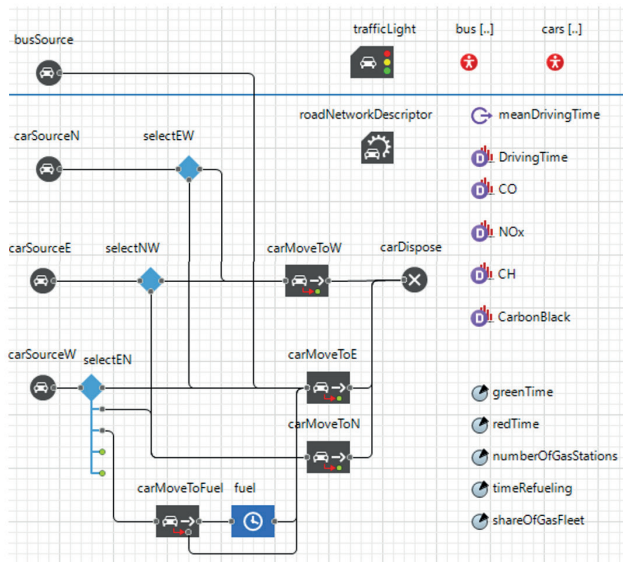 trafficLight
bus [..]
cars [..]
busSource
roadNetworkDescriptor
meanDrivingTime
carSourceN
selectEW
DrivingTime
CO
NOx
carSourceE
selectNW
carMoveToW
carDispose
CH
CarbonBlack
carSourceW
selectEN
carMoveToE
greenTime
carMoveToN
redTime
numberOfGasStations
carMoveToFuel
fuel
timeRefueling
shareOfGasFleet